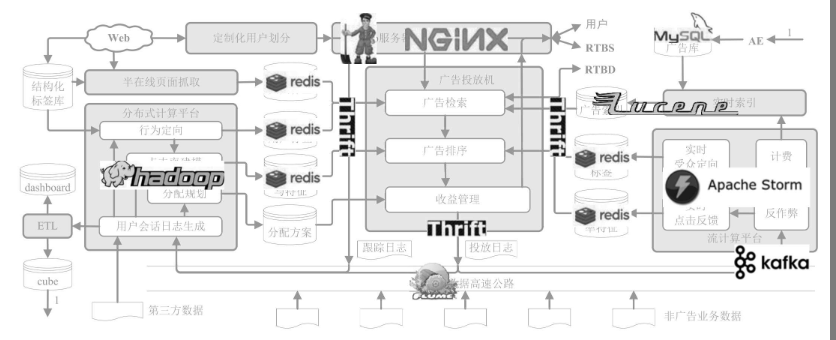 Web
定制化用户划分
服务
NGINX
用户
RTBS
RTBD
MySQL
广告库
AE
1
结构化
标签库
半在线页面抓取
redis
广告投放机
广告检索
Thrift
Thrift
Lucene
时索引
分布式计算平台
行为定向
redis
hadoop
redis
分配规划
广告排序
redis
实时
受众定向
计费
Apache Storm
dashboard
ETL
cube
1
用户会话日志生成
分配方案
收益管理
Thrift
redis
点击反馈
反作弊
流计算平台
跟踪日志
投放日志
kafka
FLUME
数据高速公路
第三方数据
非广告业务数据